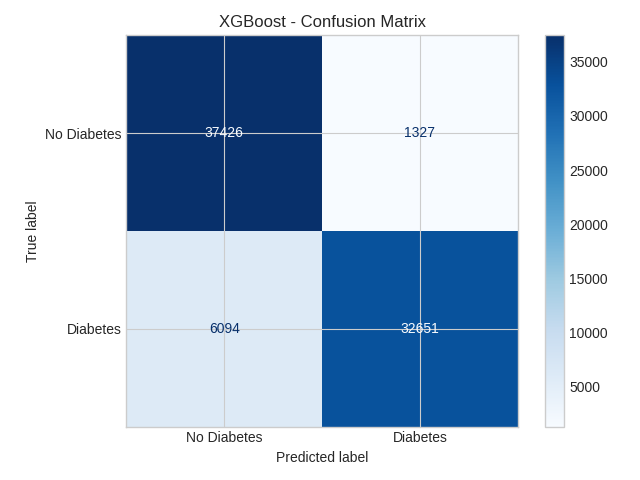 XGBoost - Confusion Matrix
No Diabetes
37426
1327
Diabetes
6094
32651
No Diabetes
Diabetes
Predicted label
True label
35000
30000
25000
20000
15000
10000
5000